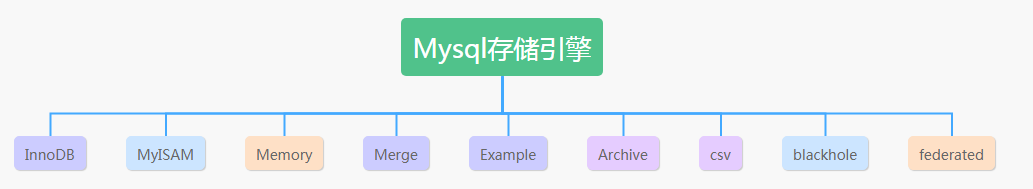 Mysql存储引擎
InnoDB
MyISAM
Memory
Merge
Example
Archive
csv
blackhole
federated